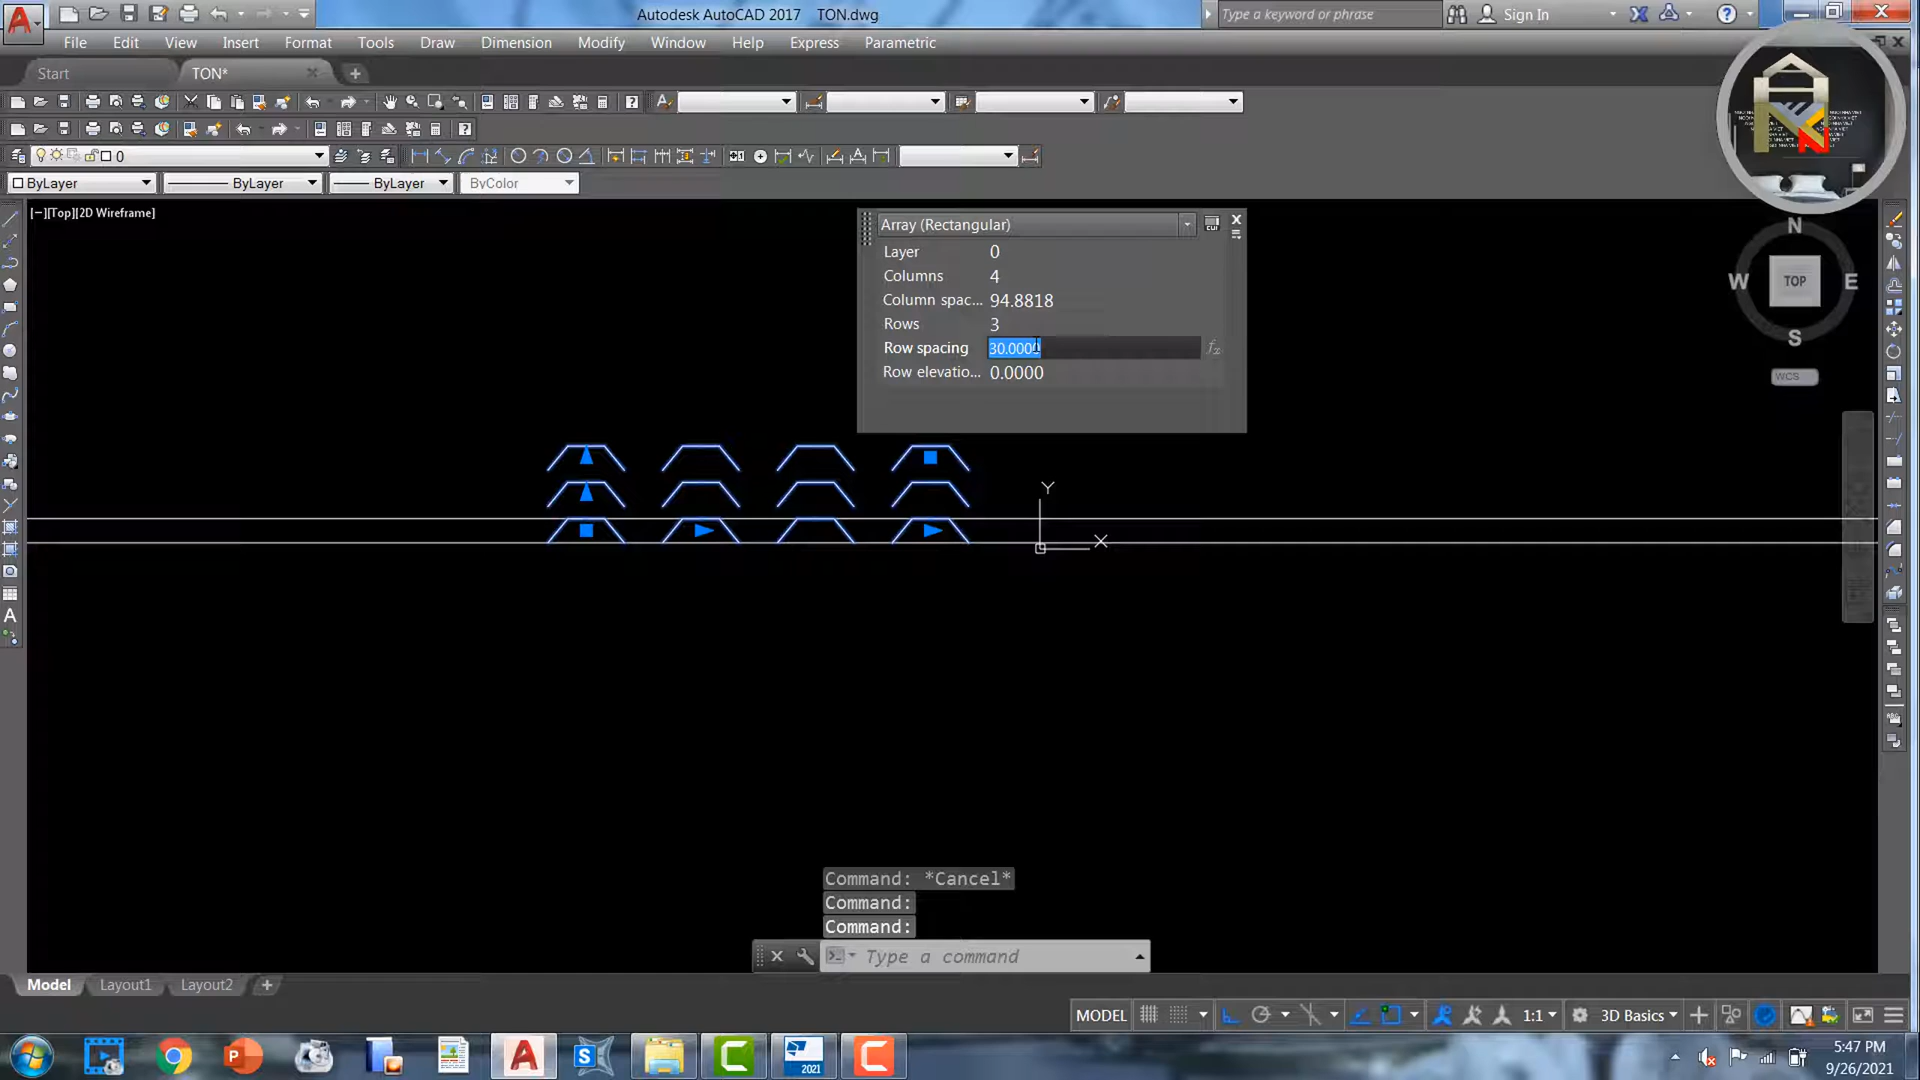 Autodesk AutoCAD 2017 TON.dwg
Type a keyword or phrase
Sign In
File Edit View Insert Format Tools Draw Dimension Modify Window Help Express Parametric
Start
TON*
0
ByLayer
ByLayer
ByLayer
ByColor
[−][Top][2D Wireframe]
Array (Rectangular)
Layer 0
Columns 4
Column spac... 94.8818
Rows 3
Row spacing 30.0000
Row elevatio... 0.0000
N
W
TOP
E
S
WCS
Y
X
Command: *Cancel*
Command:
Command:
Type a command
Model
Layout1
Layout2
MODEL
1:1
3D Basics
2021
5:47 PM
9/26/2021